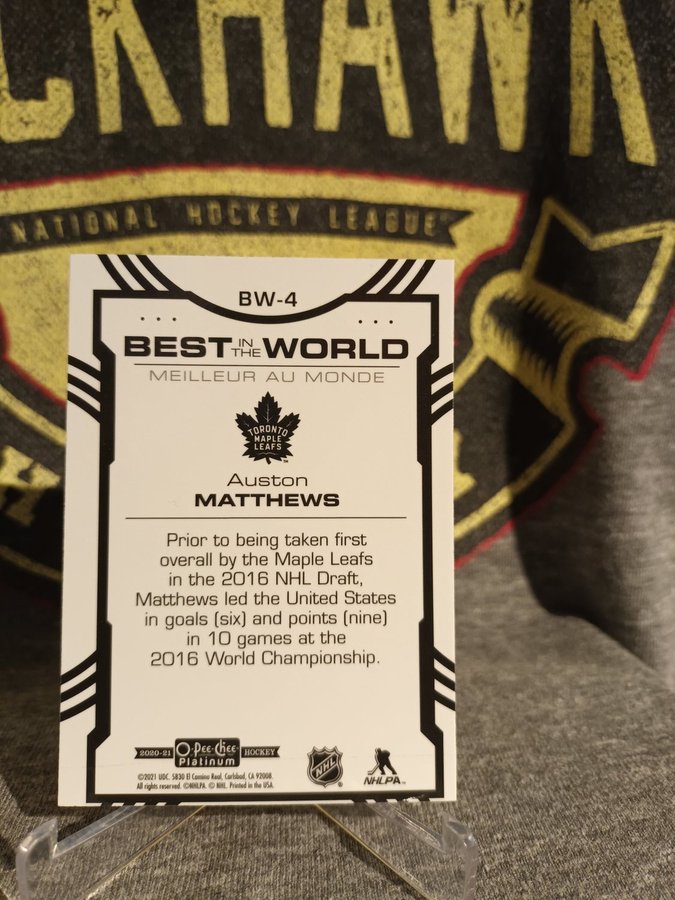 CKHAWK
NATIONAL HOCKEY LEAGUE
BW-4
BEST IN THE WORLD
MEILLEUR AU MONDE
TORONTO
MAPLE
LEAFS
TM
Auston
MATTHEWS
Prior to being taken first
overall by the Maple Leafs
in the 2016 NHL Draft,
Matthews led the United States
in goals (six) and points (nine)
in 10 games at the
2016 World Championship.
2020-21 O-Pee-Chee HOCKEY
Platinum
NHL
NHLPA
©2021 UDC. 5830 El Camino Real, Carlsbad, CA 92008.
All rights reserved. ©NHLPA. © NHL. Printed in the USA.